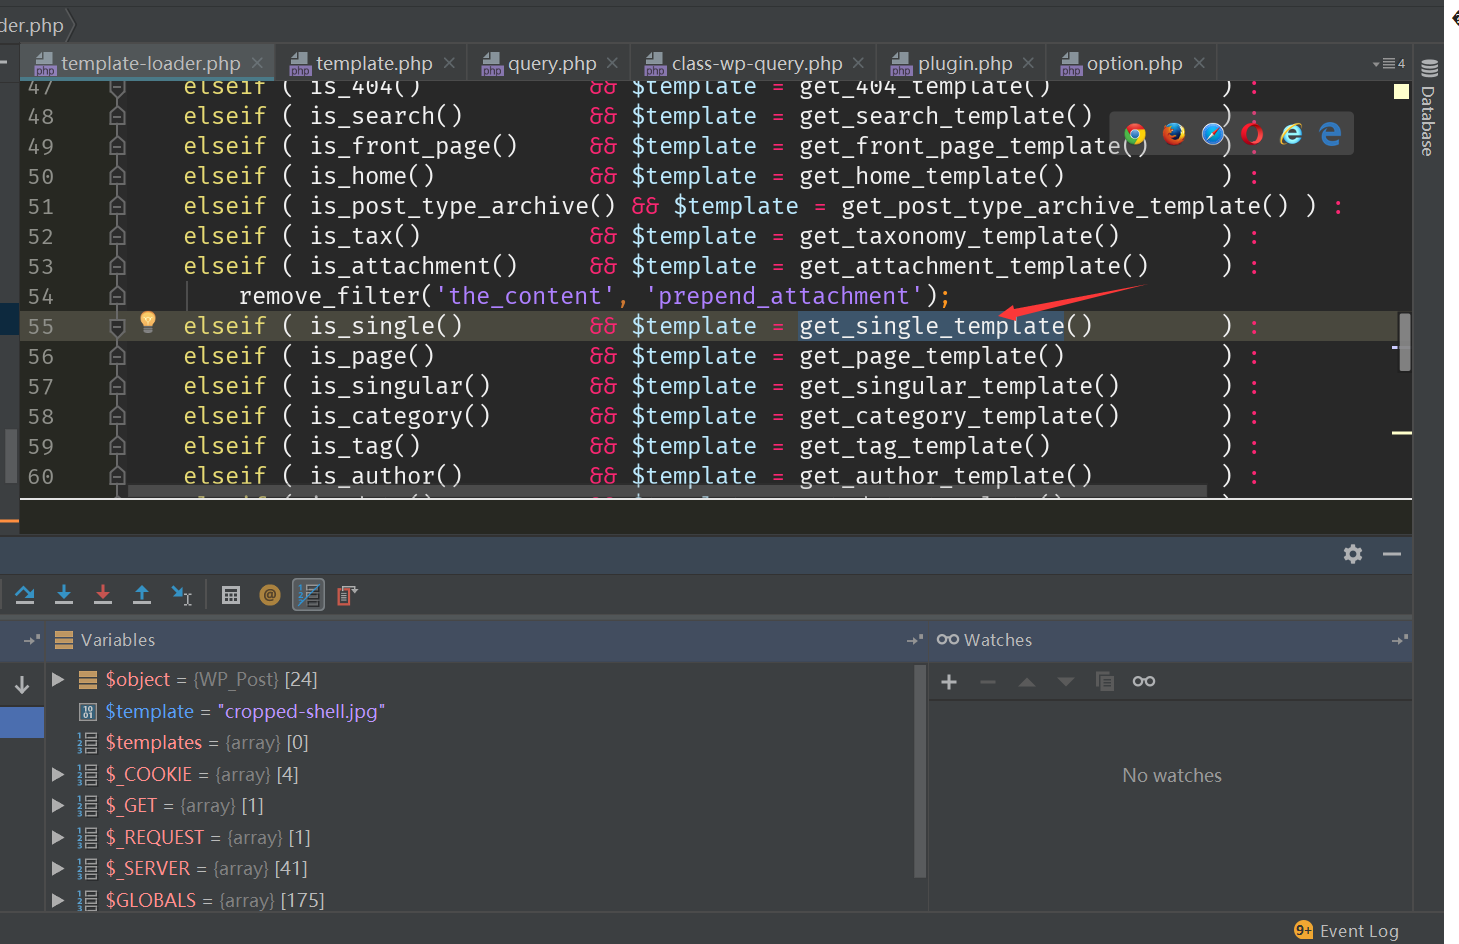 der.php
template-loader.php template.php query.php class-wp-query.php plugin.php option.php 4
47 elseif ( is_404() && $template = get_404_template() ) :
48 elseif ( is_search() && $template = get_search_template() ) :
49 elseif ( is_front_page() && $template = get_front_page_template() ) :
50 elseif ( is_home() && $template = get_home_template() ) :
51 elseif ( is_post_type_archive() && $template = get_post_type_archive_template() ) :
52 elseif ( is_tax() && $template = get_taxonomy_template() ) :
53 elseif ( is_attachment() && $template = get_attachment_template() ) :
54 remove_filter('the_content', 'prepend_attachment');
55 elseif ( is_single() && $template = get_single_template() ) :
56 elseif ( is_page() && $template = get_page_template() ) :
57 elseif ( is_singular() && $template = get_singular_template() ) :
58 elseif ( is_category() && $template = get_category_template() ) :
59 elseif ( is_tag() && $template = get_tag_template() ) :
60 elseif ( is_author() && $template = get_author_template() ) :
Database
Variables
$object = {WP_Post} [24]
$template = "cropped-shell.jpg"
$templates = {array} [0]
$_COOKIE = {array} [4]
$_GET = {array} [1]
$_REQUEST = {array} [1]
$_SERVER = {array} [41]
$GLOBALS = {array} [175]
Watches
No watches
9+ Event Log